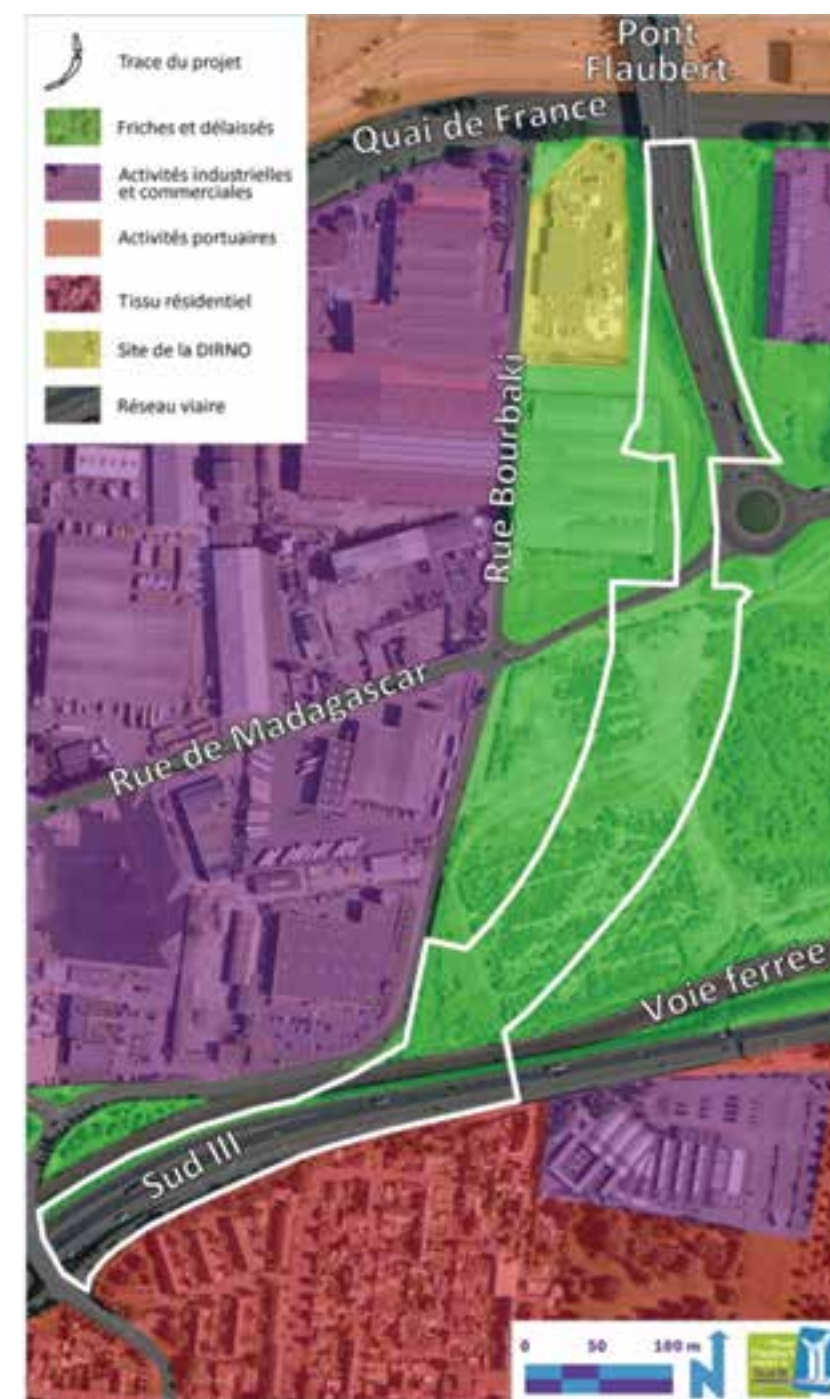 Trace du projet
Friches et délaissés
Activités industrielles
et commerciales
Activités portuaires
Tissu résidentiel
Site de la DIRNO
Réseau viaire
Pont
Flaubert
Quai de France
Rue Bourbaki
Rue de Madagascar
Voie ferrée
Sud III
0 50 100 m
N